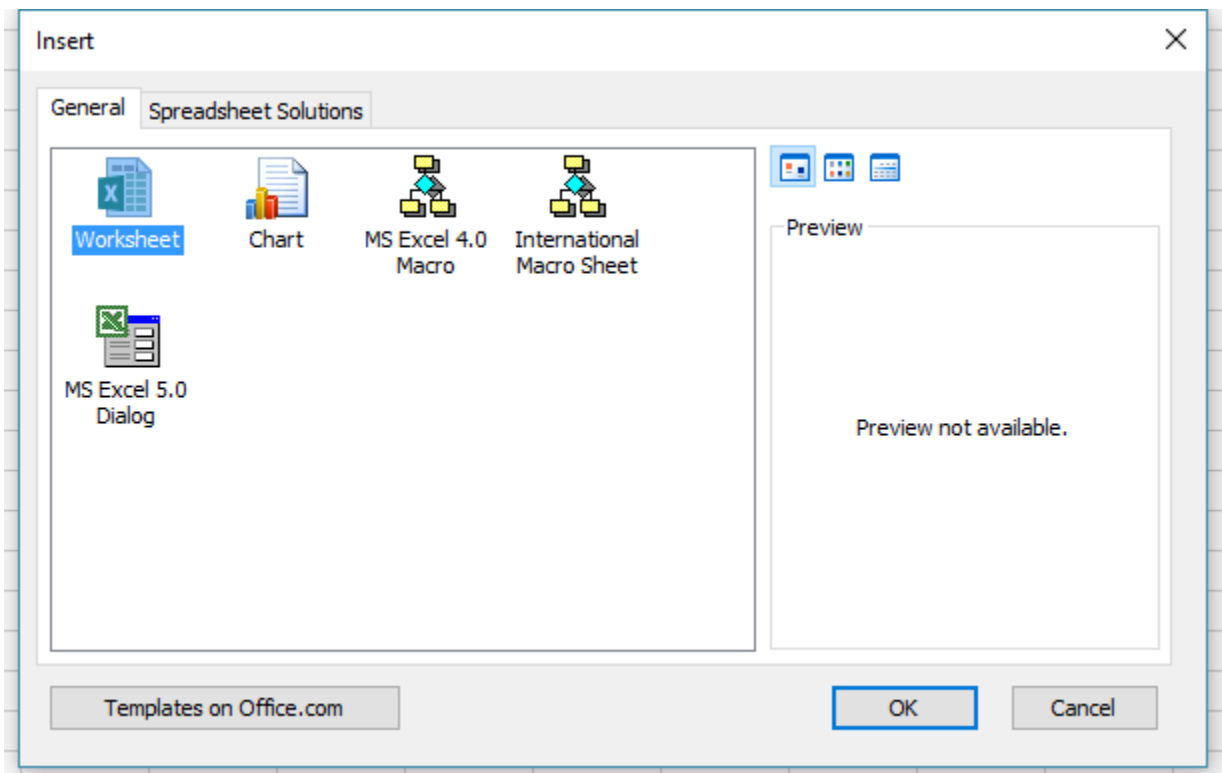 Insert
General
Spreadsheet Solutions
Worksheet
Chart
MS Excel 4.0
Macro
International
Macro Sheet
MS Excel 5.0
Dialog
Preview
Preview not available.
Templates on Office.com
OK
Cancel